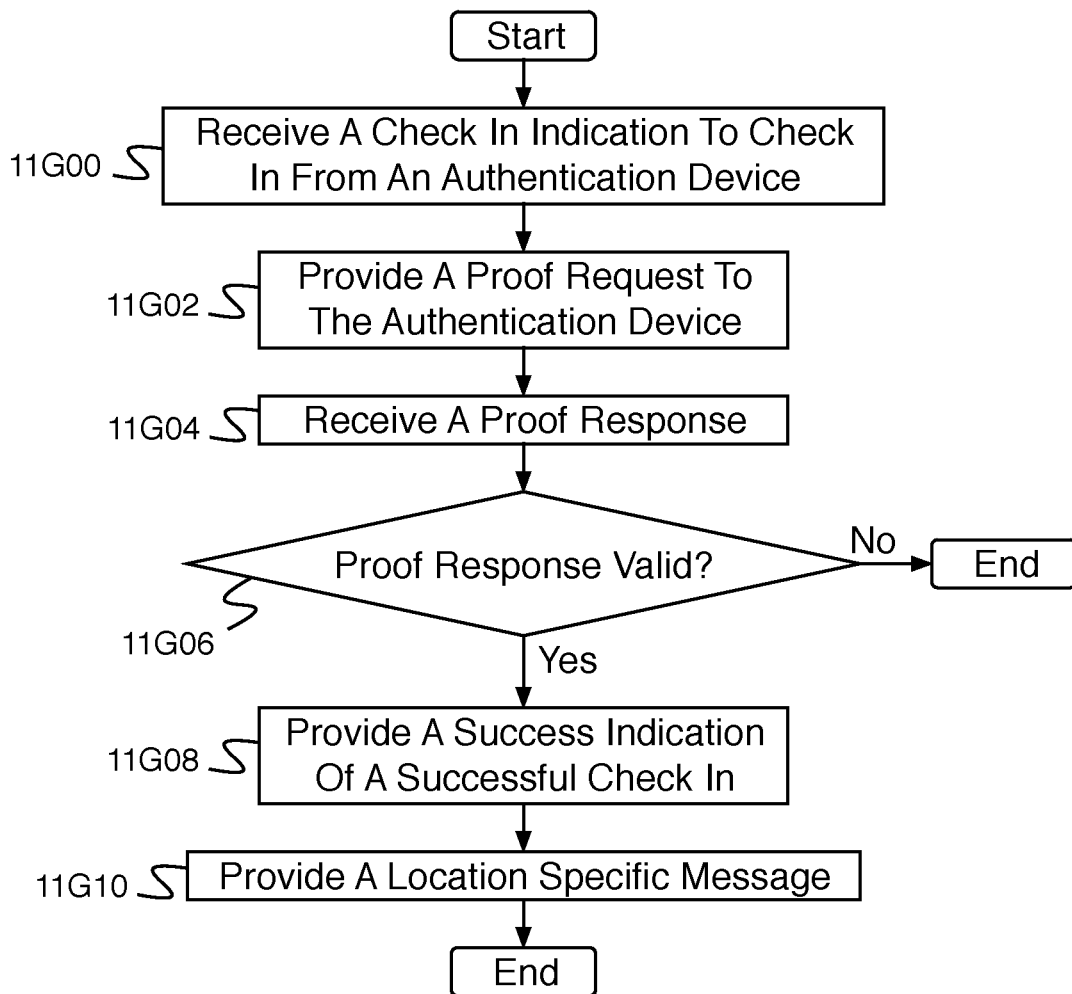 Start
11G00
Receive A Check In Indication To Check
In From An Authentication Device
11G02
Provide A Proof Request To
The Authentication Device
11G04
Receive A Proof Response
11G06
Proof Response Valid?
No
End
Yes
11G08
Provide A Success Indication
Of A Successful Check In
11G10
Provide A Location Specific Message
End